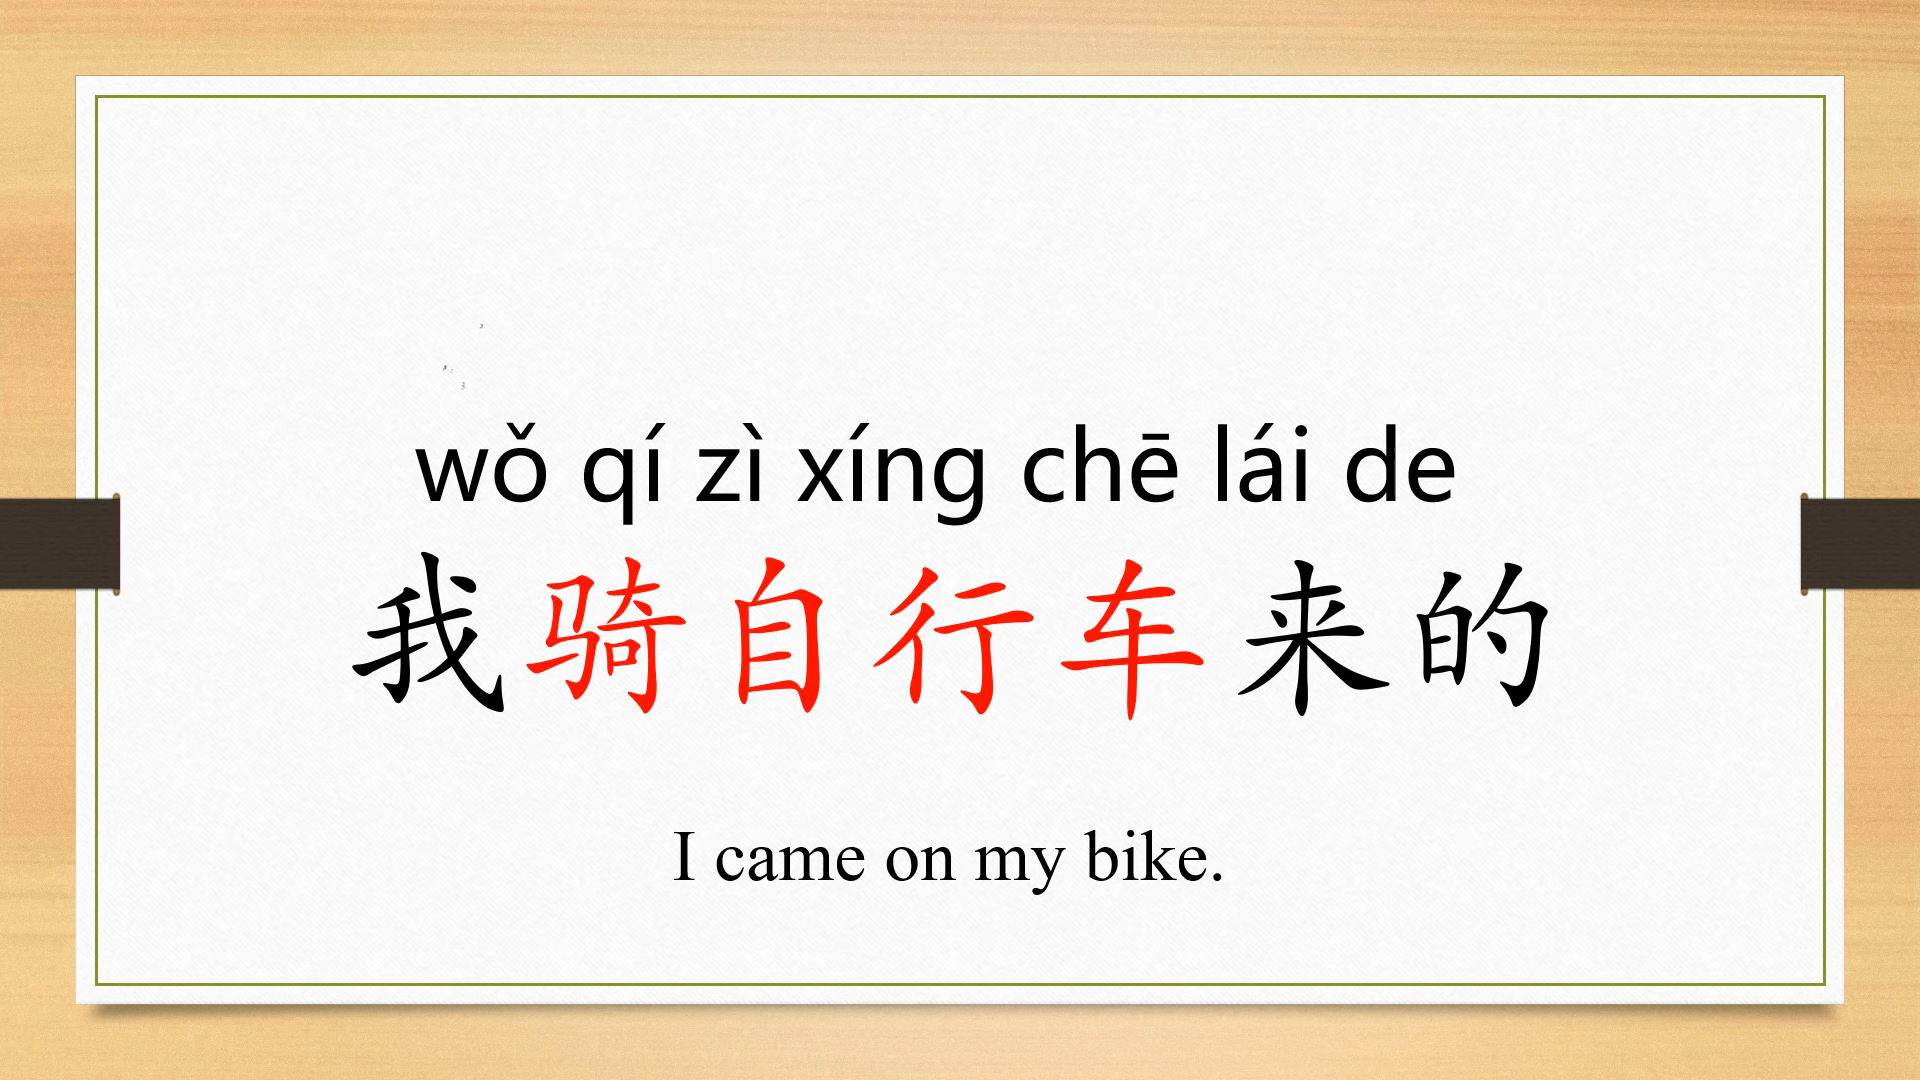 wǒ qí zì xíng chē lái de
我骑自行车来的
I came on my bike.